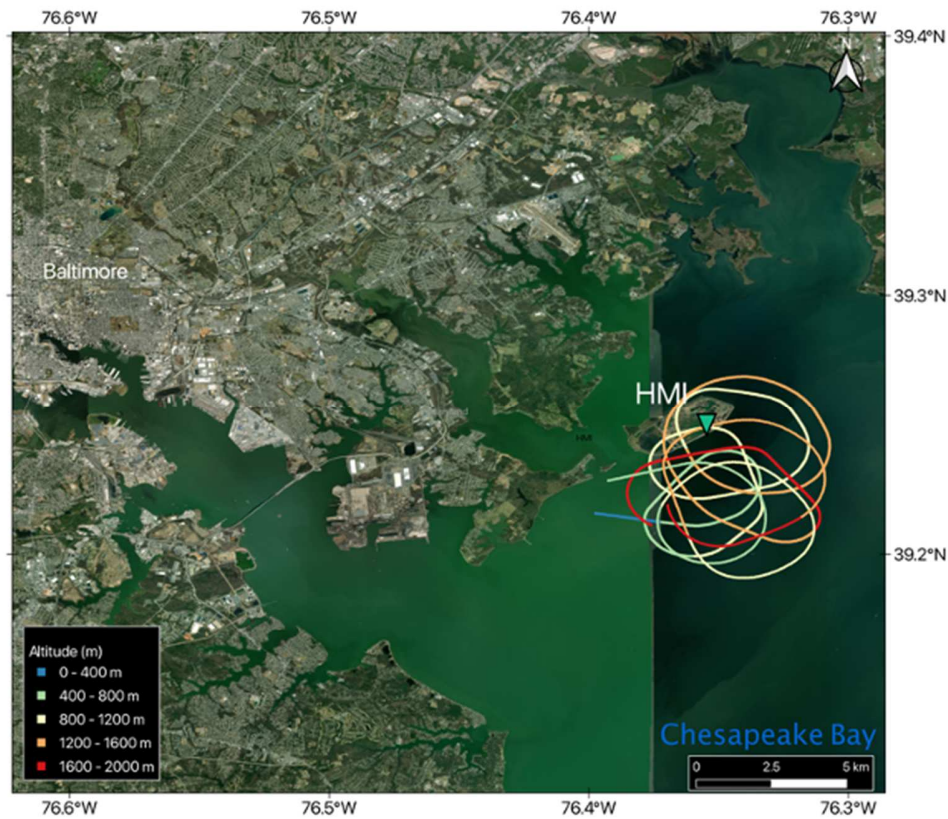 76.6°W 76.5°W 76.4°W 76.3°W
39.4°N
Baltimore
39.3°N
HMI
HMI
39.2°N
Altitude (m)
0 - 400 m
400 - 800 m
800 - 1200 m
1200 - 1600 m
1600 - 2000 m
Chesapeake Bay
0 2.5 5 km
76.6°W 76.5°W 76.4°W 76.3°W